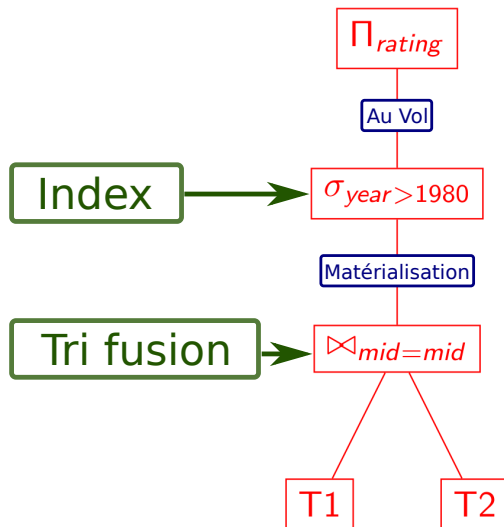 Π_rating
Au Vol
Index
σ_year>1980
Matérialisation
Tri fusion
⋈_mid=mid
T1 T2